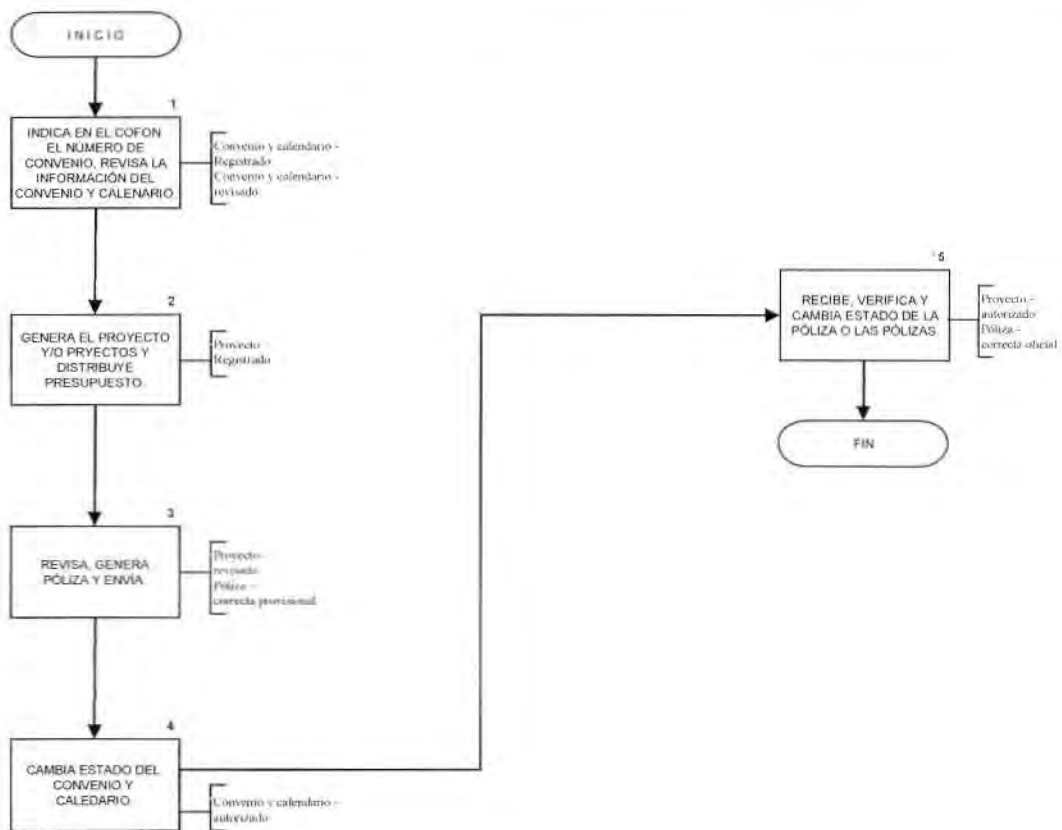 INICIO
1
INDICA EN EL COFON
EL NÚMERO DE
CONVENIO, REVISA LA
INFORMACIÓN DEL
CONVENIO Y CALENARIO
Convenio y calendario –
Registrado
Convenio y calendario –
revisado
2
GENERA EL PROYECTO
Y/O PRYECTOS Y
DISTRIBUYE
PRESUPUESTO.
Proyecto –
Registrado
3
REVISA, GENERA
PÓLIZA Y ENVÍA.
Proyecto–
revisado
Póliza –
correcta provisional
4
CAMBIA ESTADO DEL
CONVENIO Y
CALEDARIO
Convenio y calendario –
autorizado
5
RECIBE, VERIFICA Y
CAMBIA ESTADO DE LA
PÓLIZA O LAS PÓLIZAS.
Proyecto –
autorizado
Póliza –
correcta oficial
FIN